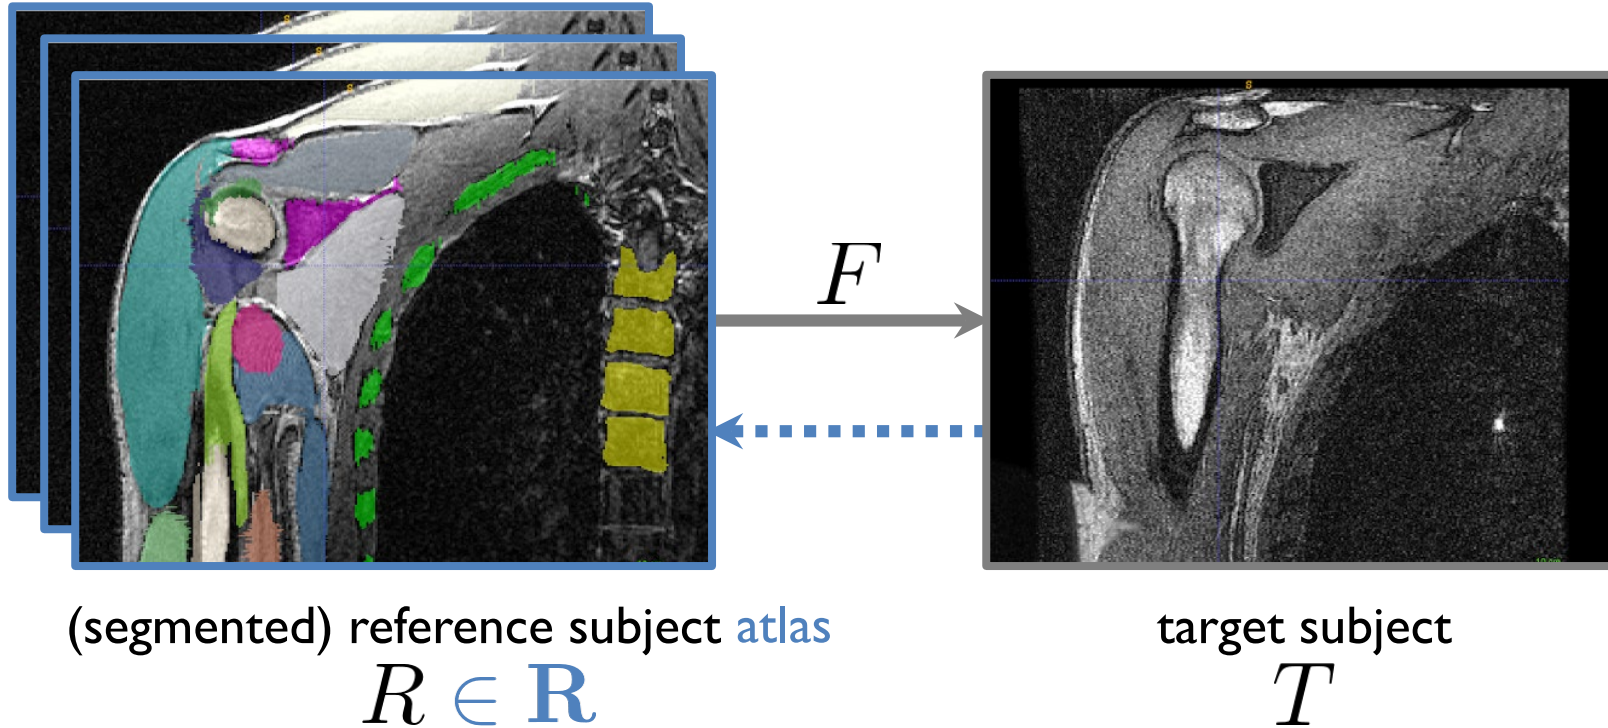 S
S
S
S
F
(segmented) reference subject atlas
R ∈ R
target subject
T